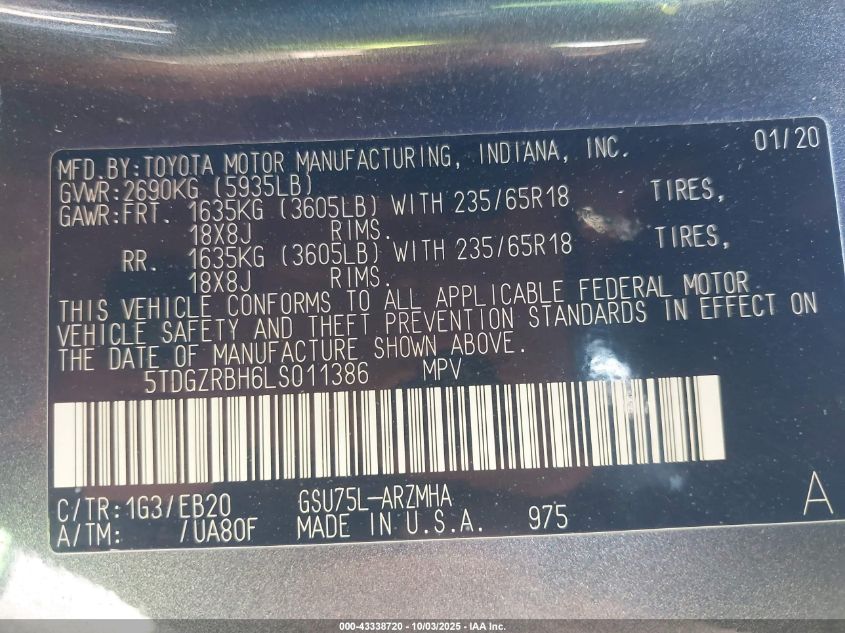 MFD.BY:TOYOTA MOTOR MANUFACTURING, INDIANA, INC. 01/20
GVWR:2690KG (5935LB)
GAWR:FRT. 1635KG (3605LB) WITH 235/65R18 TIRES,
18X8J RIMS.
RR. 1635KG (3605LB) WITH 235/65R18 TIRES,
18X8J RIMS.
THIS VEHICLE CONFORMS TO ALL APPLICABLE FEDERAL MOTOR
VEHICLE SAFETY AND THEFT PREVENTION STANDARDS IN EFFECT ON
THE DATE OF MANUFACTURE SHOWN ABOVE.
5TDGZRBH6LS011386 MPV
C/TR:1G3/EB20 GSU75L-ARZMHA A
A/TM: /UA80F MADE IN U.S.A. 975
000-43338720 - 10/03/2025 - IAA Inc.